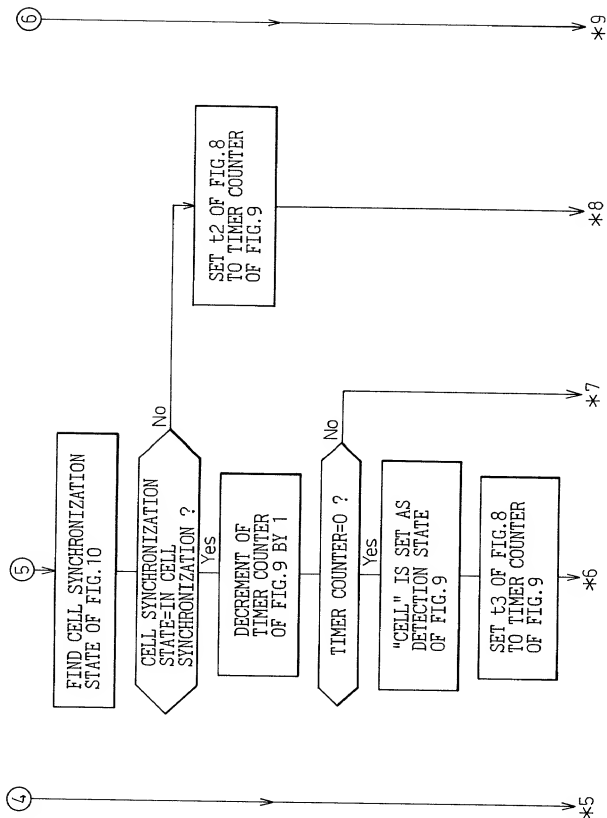 4
5
6
FIND CELL SYNCHRONIZATION
STATE OF FIG.10
CELL SYNCHRONIZATION
STATE=IN CELL
SYNCHRONIZATION ?
No
Yes
SET t2 OF FIG.8
TO TIMER COUNTER
OF FIG.9
DECREMENT OF
TIMER COUNTER
OF FIG.9 BY 1
TIMER COUNTER=0 ?
No
Yes
"CELL" IS SET AS
DETECTION STATE
OF FIG.9
SET t3 OF FIG.8
TO TIMER COUNTER
OF FIG.9
*5
*6
*7
*8
*9